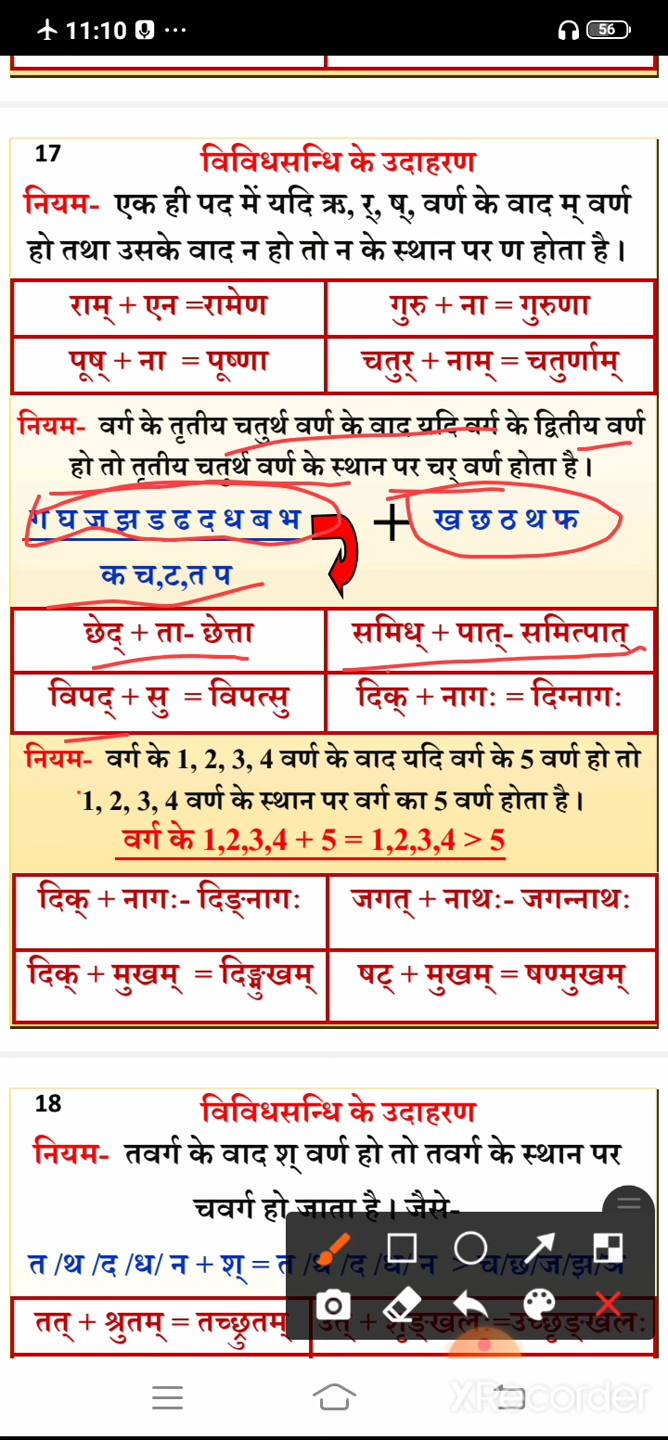 11:10
56
17
विविधसन्धि के उदाहरण
नियम- एक ही पद में यदि ऋ, र्, ष्, वर्ण के वाद म् वर्ण
हो तथा उसके वाद न हो तो न के स्थान पर ण होता है।
राम् + एन =रामेण
गुरु + ना = गुरुणा
पूष् + ना = पूष्णा
चतुर् + नाम् = चतुर्णाम्
नियम- वर्ग के तृतीय चतुर्थ वर्ण के वाद यदि वर्ग के द्वितीय वर्ण
हो तो तृतीय चतुर्थ वर्ण के स्थान पर चर् वर्ण होता है।
ग घ ज झ ड ढ द ध ब भ + ख छ ठ थ फ
क च,ट,त प
छेद् + ता- छेत्ता
समिध् + पात्- समित्पात्
विपद् + सु = विपत्सु
दिक् + नागः = दिग्नागः
नियम- वर्ग के 1, 2, 3, 4 वर्ण के वाद यदि वर्ग के 5 वर्ण हो तो
1, 2, 3, 4 वर्ण के स्थान पर वर्ग का 5 वर्ण होता है।
वर्ग के 1,2,3,4 + 5 = 1,2,3,4 > 5
दिक् + नागः- दिङ्नागः
जगत् + नाथः- जगन्नाथः
दिक् + मुखम् = दिङ्मुखम्
षट् + मुखम् = षण्मुखम्
18
विविधसन्धि के उदाहरण
नियम- तवर्ग के वाद श् वर्ण हो तो तवर्ग के स्थान पर
चवर्ग हो जाता है। जैसे-
त /थ /द /ध/ न + श् = त /थ /द /ध/ न > च/छ/ज/झ/ञ
तत् + श्रुतम् = तच्छ्रुतम्
उत् + शृङ्खलः =उच्छृङ्खलः
XRecorder